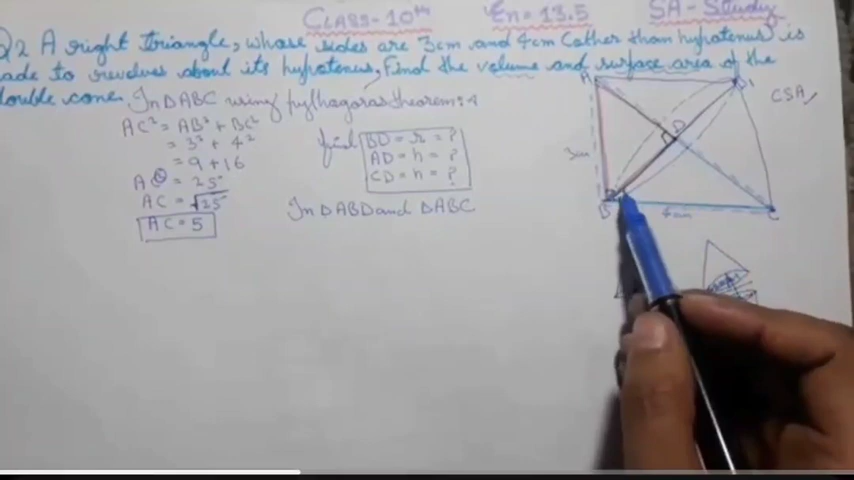 CLASS-10th Ex = 13.5 SA-Study
Q2 A right triangle, whose sides are 3cm and 4cm (other than hypotenus) is
ade to revolves about its hypotenus, Find the volume and surface area of the
double cone. In ΔABC using pythagoras theorem:-
AC² = AB² + BC²
= 3² + 4²
= 9 + 16
AC² = 25
AC = √25
AC = 5
find BD = r = ?
AD = h = ?
CD = h = ?
In ΔABD and ΔABC
A
CSA
D
3cm
B
4cm
C